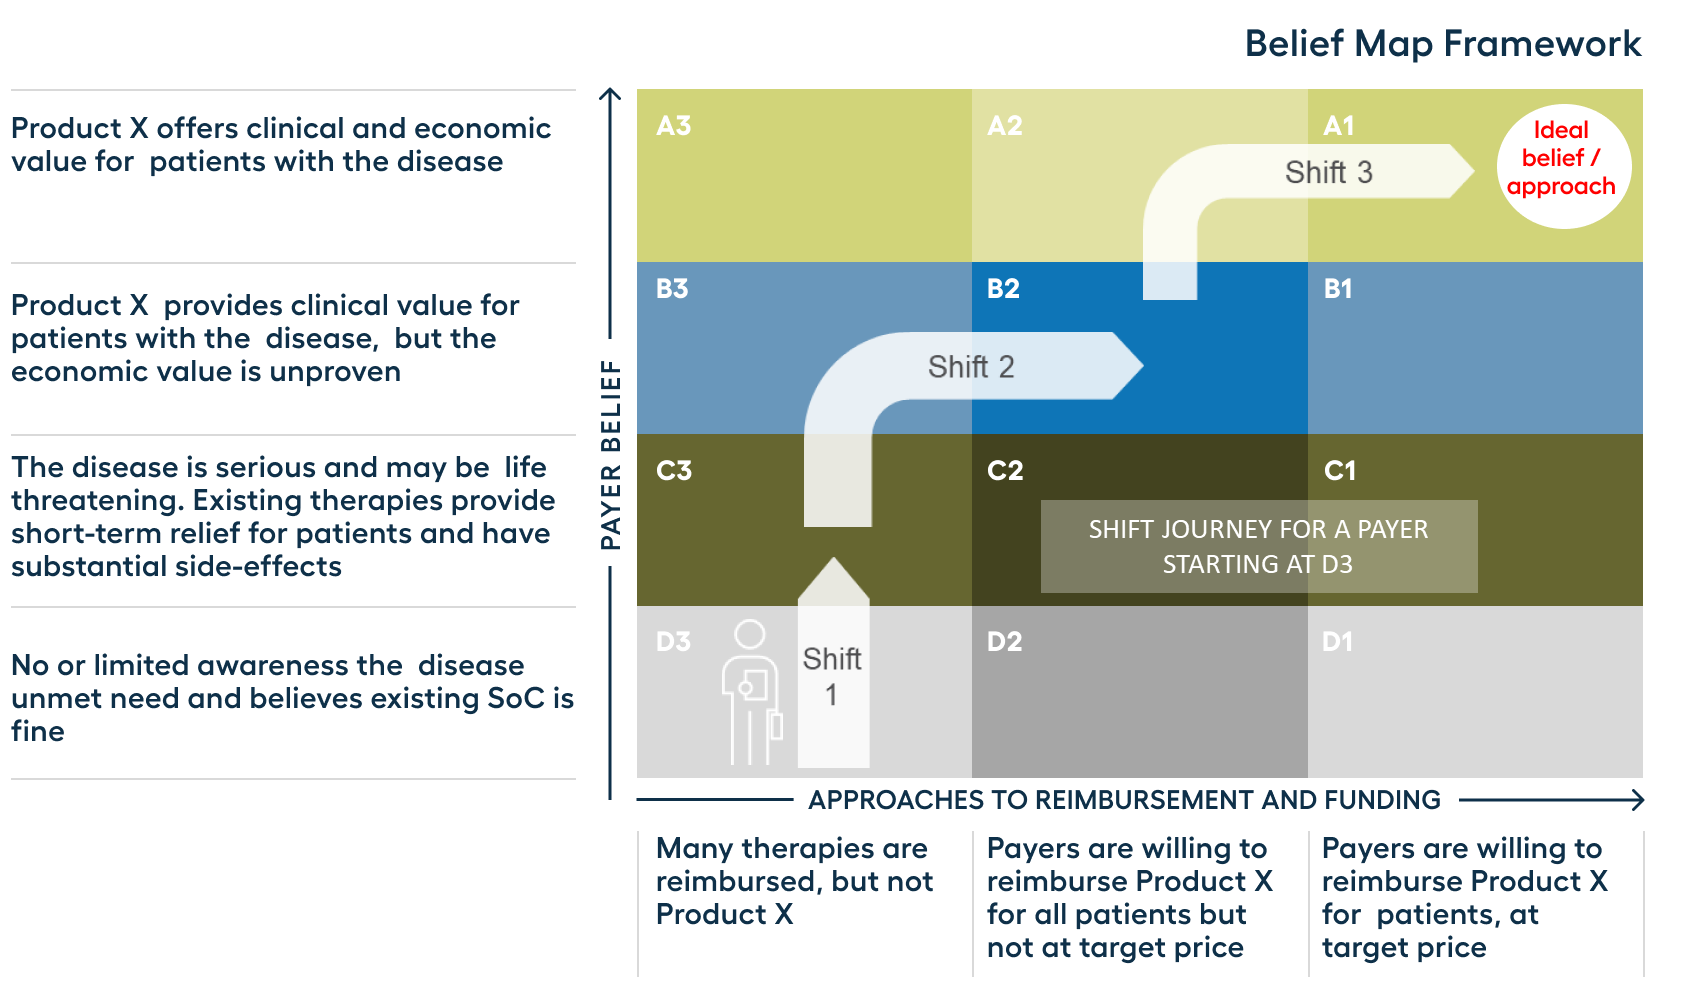 Belief Map Framework
Product X offers clinical and economic
value for patients with the disease
Product X provides clinical value for
patients with the disease, but the
economic value is unproven
The disease is serious and may be life
threatening. Existing therapies provide
short-term relief for patients and have
substantial side-effects
No or limited awareness the disease
unmet need and believes existing SoC is
fine
PAYER BELIEF
A3
A2
A1
Ideal
belief /
approach
Shift 3
B3
B2
B1
Shift 2
C3
C2
C1
SHIFT JOURNEY FOR A PAYER
STARTING AT D3
D3
D2
D1
Shift
1
APPROACHES TO REIMBURSEMENT AND FUNDING
Many therapies are
reimbursed, but not
Product X
Payers are willing to
reimburse Product X
for all patients but
not at target price
Payers are willing to
reimburse Product X
for patients, at
target price